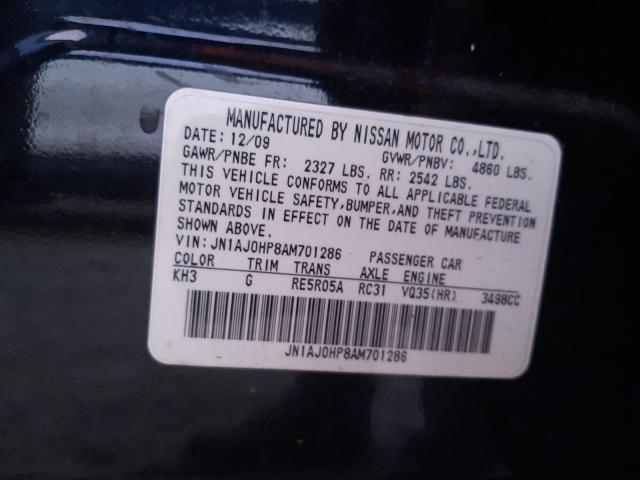 MANUFACTURED BY NISSAN MOTOR CO.,LTD.
DATE: 12/09 GVWR/PNBV: 4860 LBS.
GAWR/PNBE FR: 2327 LBS. RR: 2542 LBS.
THIS VEHICLE CONFORMS TO ALL APPLICABLE FEDERAL
MOTOR VEHICLE SAFETY,BUMPER,AND THEFT PREVENTION
STANDARDS IN EFFECT ON THE DATE OF MANUFACTURE
SHOWN ABOVE.
VIN: JN1AJ0HP8AM701286 PASSENGER CAR
COLOR TRIM TRANS AXLE ENGINE
KH3 G RE5R05A RC31 VQ35(HR) 3498CC
JN1AJ0HP8AM701286